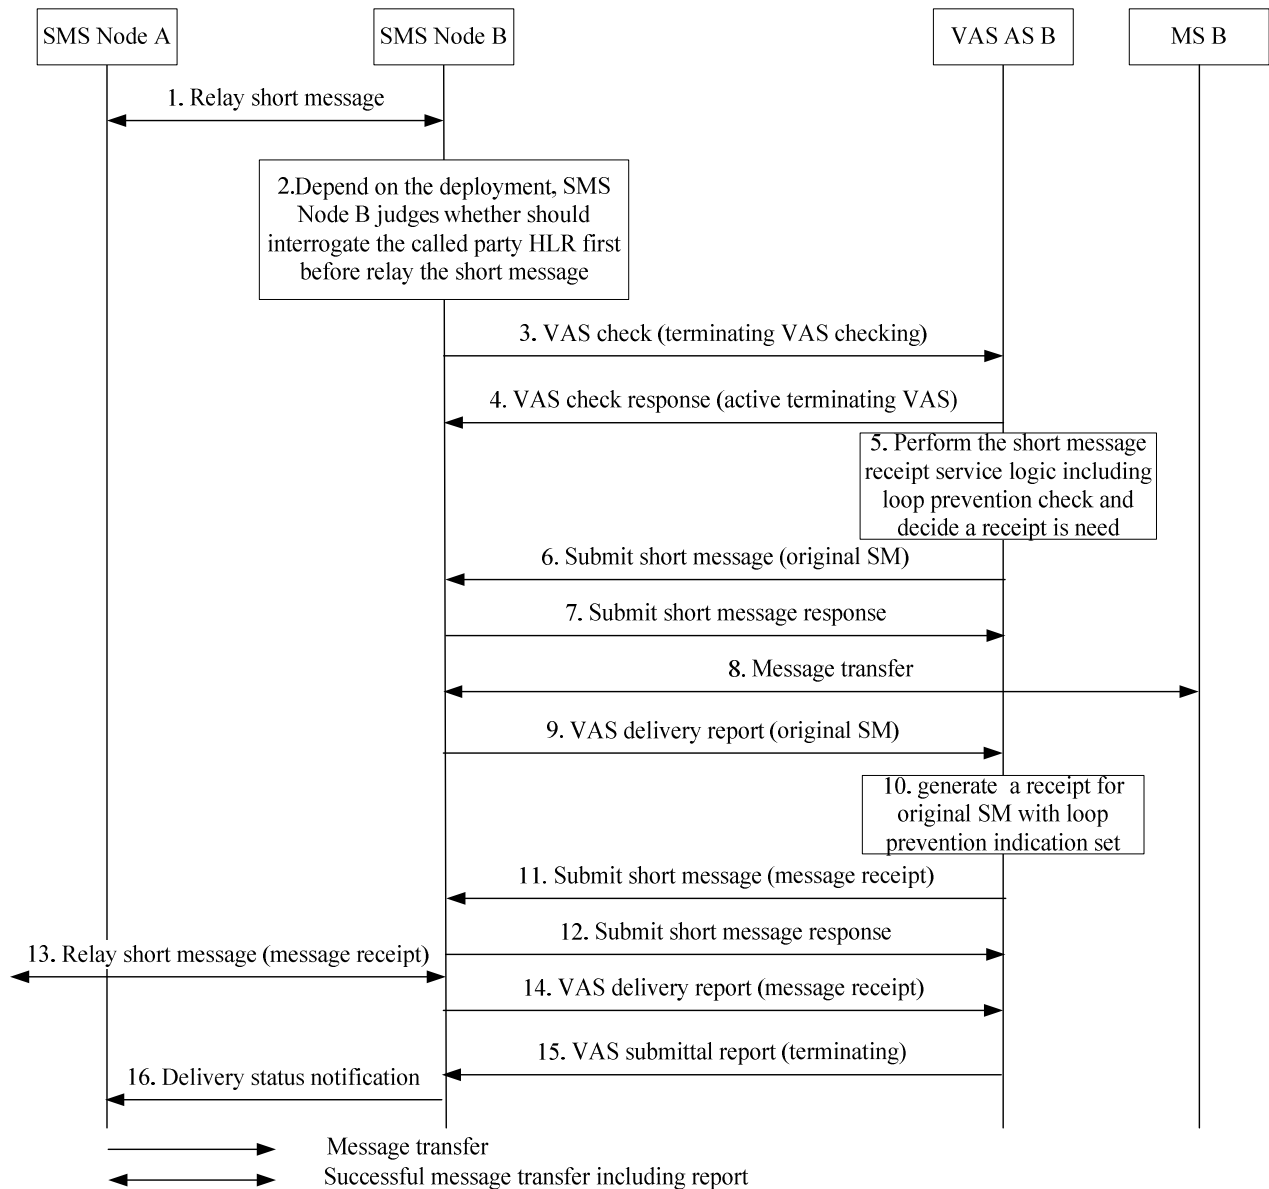 SMS Node A
SMS Node B
VAS AS B
MS B
1. Relay short message
2.Depend on the deployment, SMS
Node B judges whether should
interrogate the called party HLR first
before relay the short message
3. VAS check (terminating VAS checking)
4. VAS check response (active terminating VAS)
5. Perform the short message
receipt service logic including
loop prevention check and
decide a receipt is need
6. Submit short message (original SM)
7. Submit short message response
8. Message transfer
9. VAS delivery report (original SM)
10. generate  a receipt for
original SM with loop
prevention indication set
11. Submit short message (message receipt)
12. Submit short message response
13. Relay short message (message receipt)
14. VAS delivery report (message receipt)
15. VAS submittal report (terminating)
16. Delivery status notification
Message transfer
Successful message transfer including report